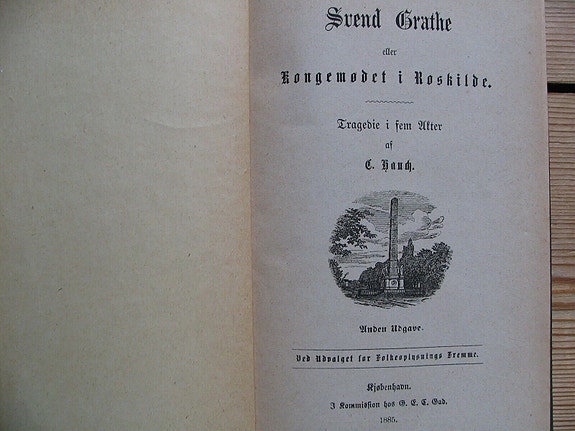 Svend Grathe
eller
Kongemødet i Roskilde.
Tragedie i fem Akter
af
C. Hauch.
Anden Udgave.
Ved Udvalget for Folkeoplysnings Fremme.
Kjøbenhavn.
I Kommission hos G. E. C. Gad.
1885.